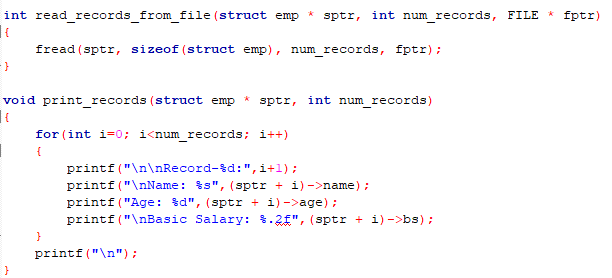 int read_records_from_file(struct emp * sptr, int num_records, FILE * fptr)
{
    fread(sptr, sizeof(struct emp), num_records, fptr);
}
void print_records(struct emp * sptr, int num_records)
{
    for(int i=0; i<num_records; i++)
    {
        printf("\n\nRecord-%d:",i+1);
        printf("\nName: %s",(sptr + i)->name);
        printf("Age: %d",(sptr + i)->age);
        printf("\nBasic Salary: %.2f",(sptr + i)->bs);
    }
    printf("\n");
}